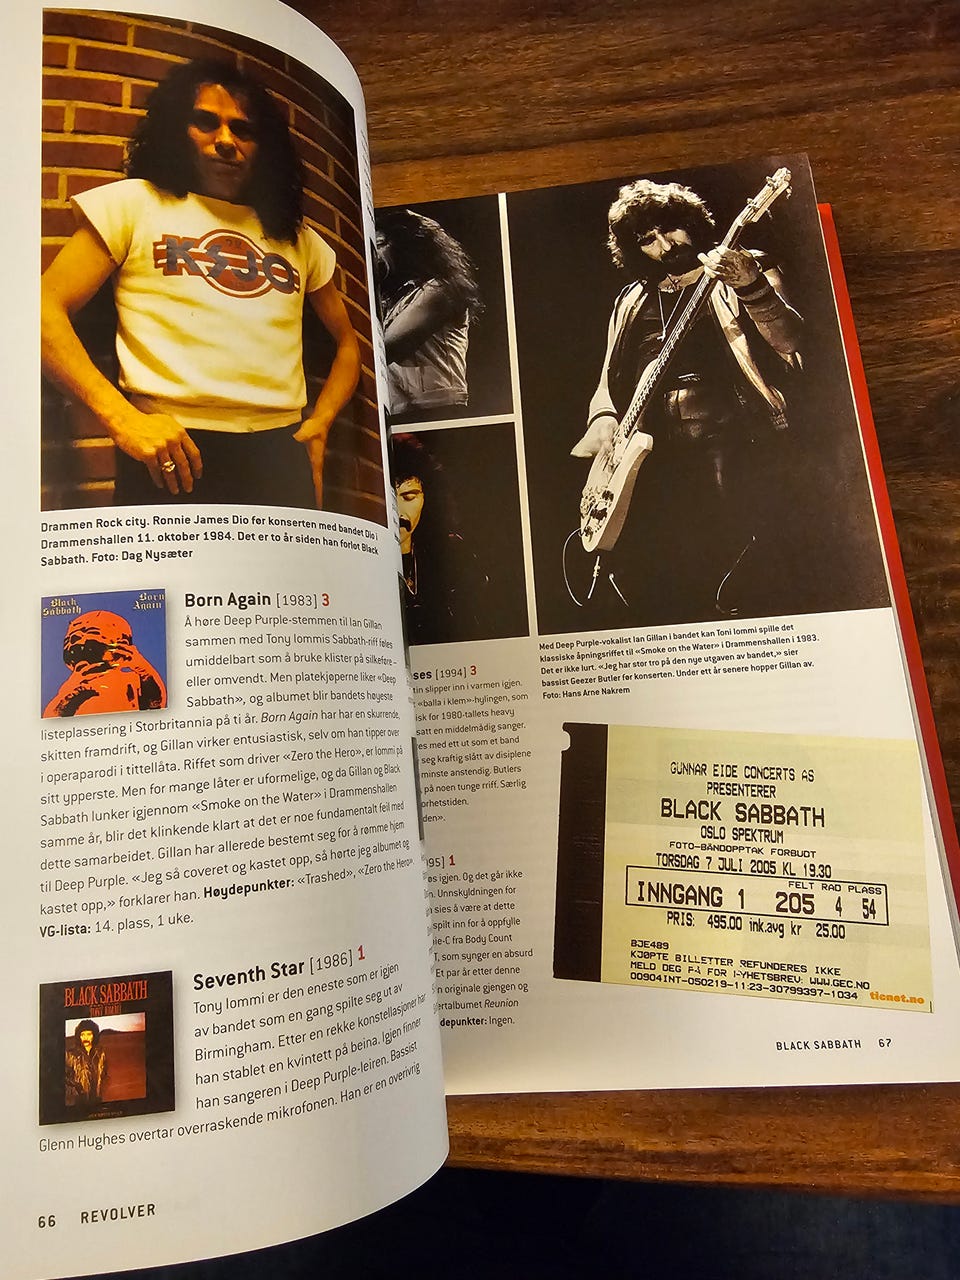 KSJO
Drammen Rock city. Ronnie James Dio før konserten med bandet Dio i
Drammenshallen 11. oktober 1984. Det er to år siden han forlot Black
Sabbath. Foto: Dag Nysæter
Black
Sabbath
Born
Again
Born Again [1983] 3
Å høre Deep Purple-stemmen til Ian Gillan
sammen med Tony Iommis Sabbath-riff føles
umiddelbart som å bruke klister på silkeføre –
eller omvendt. Men platekjøperne liker «Deep
Sabbath», og albumet blir bandets høyeste
listeplassering i Storbritannia på ti år. Born Again har har en skurrende,
skitten framdrift, og Gillan virker entusiastisk, selv om han tipper over
i operaparodi i tittellåta. Riffet som driver «Zero the Hero», er Iommi på
sitt ypperste. Men for mange låter er uformelige, og da Gillan og Black
Sabbath lunker igjennom «Smoke on the Water» i Drammenshallen
samme år, blir det klinkende klart at det er noe fundamentalt feil med
dette samarbeidet. Gillan har allerede bestemt seg for å rømme hjem
til Deep Purple. «Jeg så coveret og kastet opp, så hørte jeg albumet og
kastet opp,» forklarer han. Høydepunkter: «Trashed», «Zero the Hero».
VG-lista: 14. plass, 1 uke.
BLACK SABBATH
TONY IOMMI
Seventh Star [1986] 1
Tony Iommi er den eneste som er igjen
av bandet som en gang spilte seg ut av
Birmingham. Etter en rekke konstellasjoner har
han stablet en kvintett på beina. Igjen finner
han sangeren i Deep Purple-leiren. Bassist
Glenn Hughes overtar overraskende mikrofonen. Han er en overivrig
66 REVOLVER
Med Deep Purple-vokalist Ian Gillan i bandet kan Toni Iommi spille det
klassiske åpningsriffet til «Smoke on the Water» i Drammenshallen i 1983.
Det er ikke lurt. «Jeg har stor tro på den nye utgaven av bandet,» sier
bassist Geezer Butler før konserten. Under ett år senere hopper Gillan av.
Foto: Hans Arne Nakrem
ses [1994] 3
tin slipper inn i varmen igjen.
«balla i klem»-hylingen, som
isk for 1980-tallets heavy
satt en middelmådig sanger.
es med ett ut som et band
seg kraftig slått av disiplene
minste anstendig. Butlers
på noen tunge riff. Særlig
orhetstiden.
den».
95] 1
øs igjen. Og det går ikke
n. Unnskyldningen for
n sies å være at dette
spilt inn for å oppfylle
ie-C fra Body Count
T, som synger en absurd
Et par år etter denne
n originale gjengen og
etalbumet Reunion
depunkter: Ingen.
GUNNAR EIDE CONCERTS AS
PRESENTERER
BLACK SABBATH
OSLO SPEKTRUM
FOTO-BÅNDOPPTAK FORBUDT
TORSDAG 7 JULI 2005 KL 19.30
FELT RAD PLASS
INNGANG 1 205 4 54
PRIS: 495.00 ink.avg kr 25.00
BJE489
KJØPTE BILLETTER REFUNDERES IKKE
MELD DEG PÅ FOR NYHETSBREV: WWW.GEC.NO
00904INT-050219-11:23-30799397-1034 ticnet.no
BLACK SABBATH 67